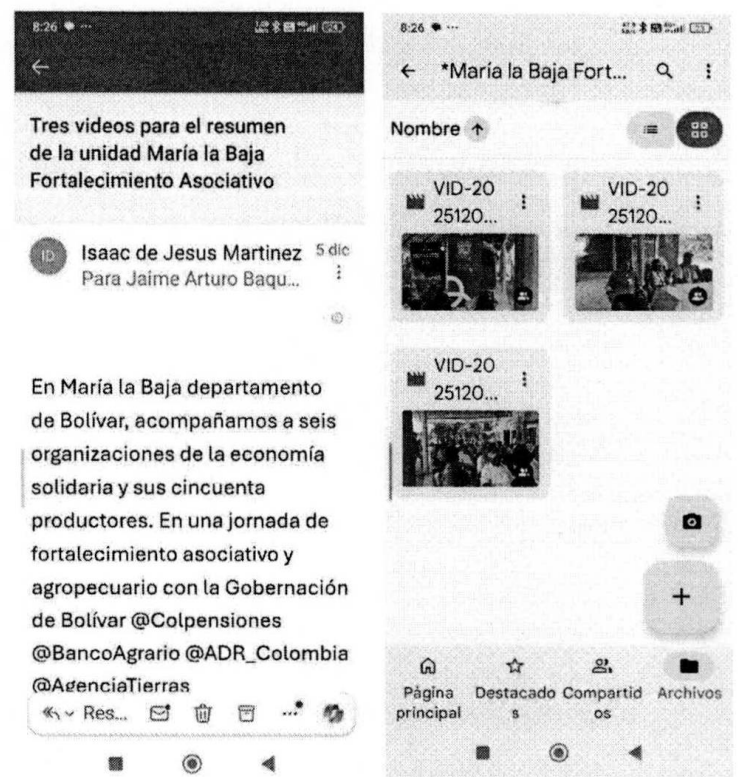 8:26
Tres videos para el resumen
de la unidad María la Baja
Fortalecimiento Asociativo
ID
Isaac de Jesus Martinez 5 dic
Para Jaime Arturo Baqu...
En María la Baja departamento
de Bolívar, acompañamos a seis
organizaciones de la economía
solidaria y sus cincuenta
productores. En una jornada de
fortalecimiento asociativo y
agropecuario con la Gobernación
de Bolívar @Colpensiones
@BancoAgrario @ADR_Colombia
@AgenciaTierras
Res...
8:26
*María la Baja Fort...
Nombre
VID-20
25120...
VID-20
25120...
VID-20
25120...
Página
principal
Destacado
s
Compartid
os
Archivos